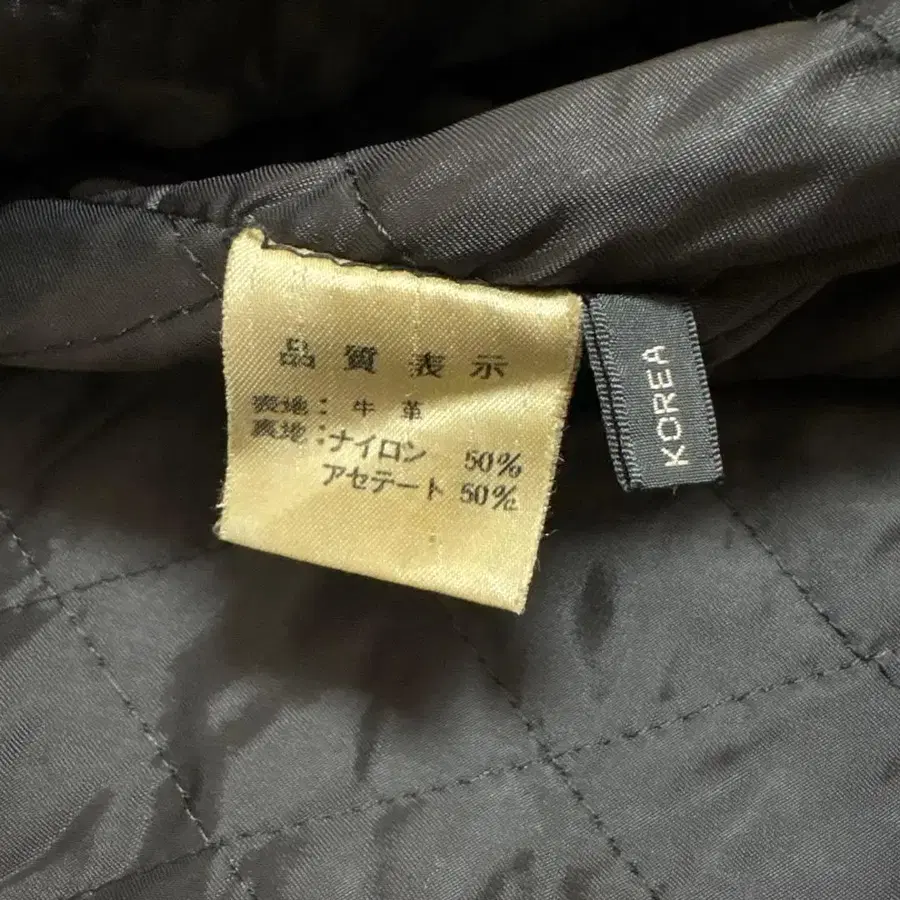 品質表示
表地: 牛革
表地: ナイロン 50%
アセテート 50%
KOREA